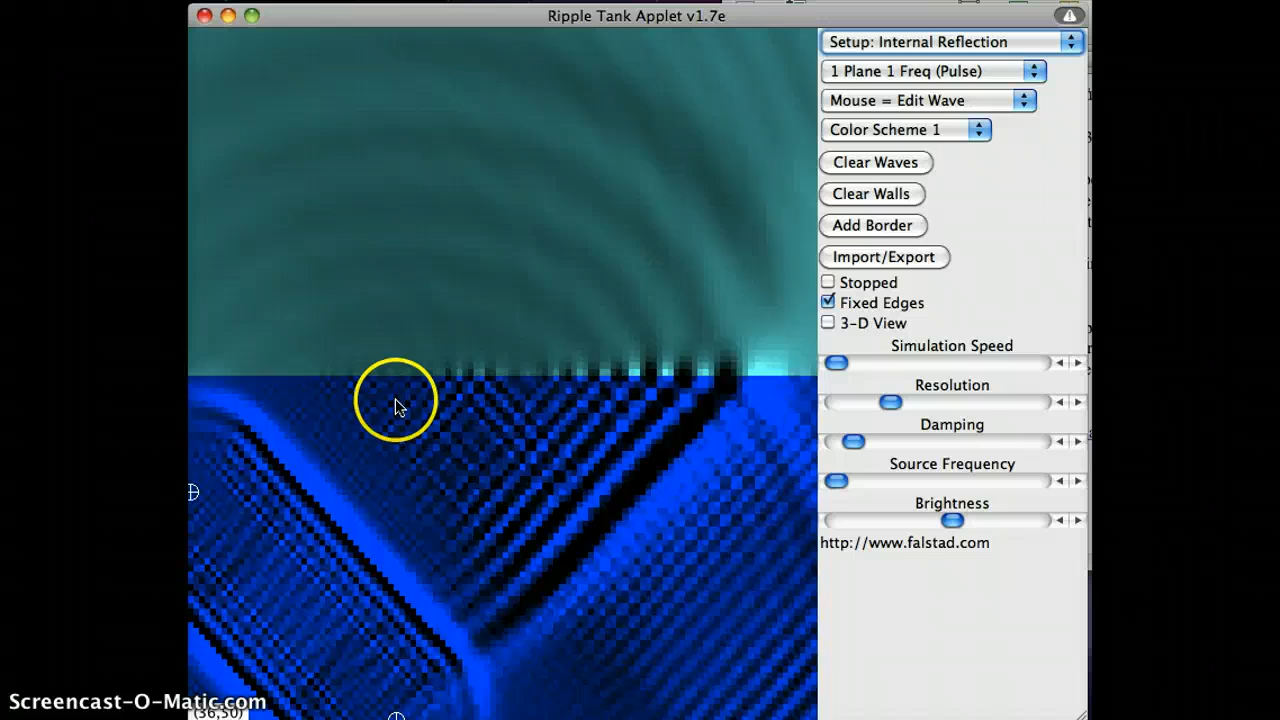 Ripple Tank Applet v1.7e
Setup: Internal Reflection
1 Plane 1 Freq (Pulse)
Mouse = Edit Wave
Color Scheme 1
Clear Waves
Clear Walls
Add Border
Import/Export
Stopped
Fixed Edges
3-D View
Simulation Speed
Resolution
Damping
Source Frequency
Brightness
http://www.falstad.com
Screencast-O-Matic.com